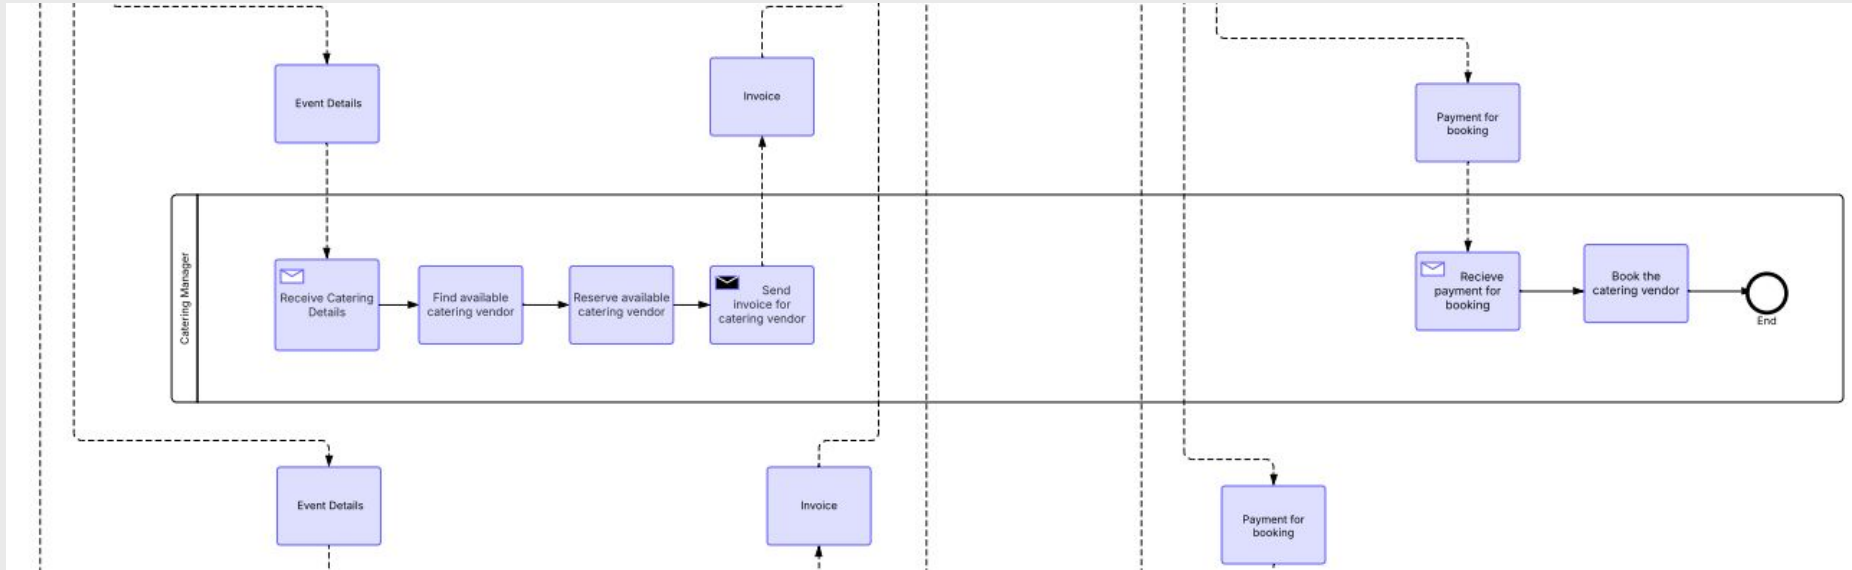 Event Details
Invoice
Payment for
booking
Catering Manager
Receive Catering
Details
Find available
catering vendor
Reserve available
catering vendor
Send
invoice for
catering vendor
Recieve
payment for
booking
Book the
catering vendor
End
Event Details
Invoice
Payment for
booking